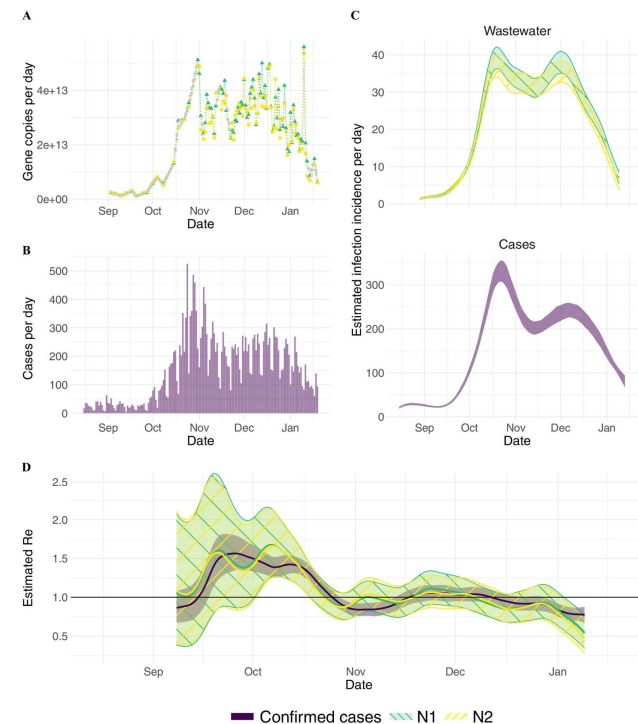 A
Gene copies per day
4e+13
2e+13
0e+00
Sep Oct Nov Dec Jan
Date
B
Cases per day
500
400
300
200
100
0
Sep Oct Nov Dec Jan
Date
C
Estimated infection incidence per day
Wastewater
40
30
20
10
0
Cases
300
200
100
0
Sep Oct Nov Dec Jan
Date
D
Estimated Re
2.5
2.0
1.5
1.0
0.5
Sep Oct Nov Dec Jan
Date
Confirmed cases N1 N2